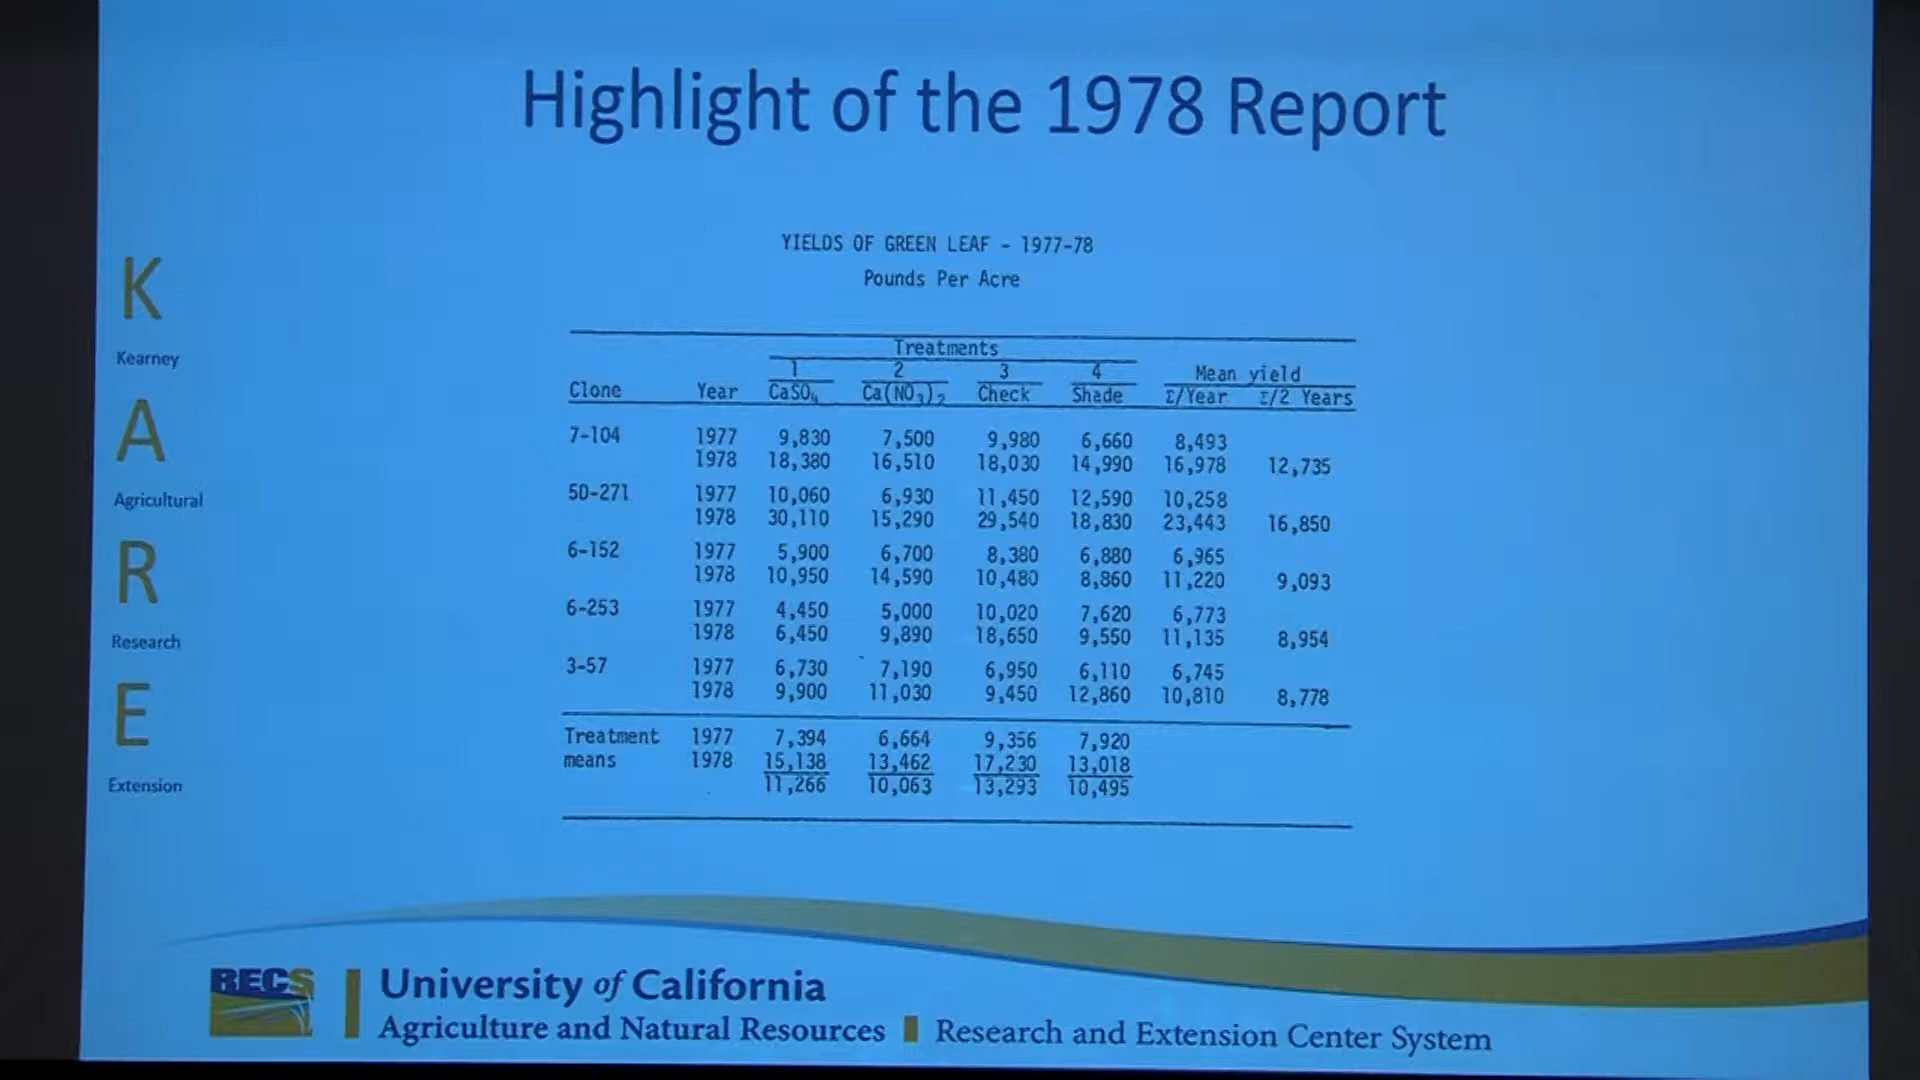 Highlight of the 1978 Report
YIELDS OF GREEN LEAF - 1977-78
Pounds Per Acre
Treatments
1 2 3 4 Mean yield
Clone Year CaSO₄ Ca(NO₃)₂ Check Shade Σ/Year Σ/2 Years
7-104 1977 9,830 7,500 9,980 6,660 8,493
1978 18,380 16,510 18,030 14,990 16,978 12,735
50-271 1977 10,060 6,930 11,450 12,590 10,258
1978 30,110 15,290 29,540 18,830 23,443 16,850
6-152 1977 5,900 6,700 8,380 6,880 6,965
1978 10,950 14,590 10,480 8,860 11,220 9,093
6-253 1977 4,450 5,000 10,020 7,620 6,773
1978 6,450 9,890 18,650 9,550 11,135 8,954
3-57 1977 6,730 7,190 6,950 6,110 6,745
1978 9,900 11,030 9,450 12,860 10,810 8,778
Treatment 1977 7,394 6,664 9,356 7,920
means 1978 15,138 13,462 17,230 13,018
11,266 10,063 13,293 10,495
K
Kearney
A
Agricultural
R
Research
E
Extension
RECS
University of California
Agriculture and Natural Resources Research and Extension Center System